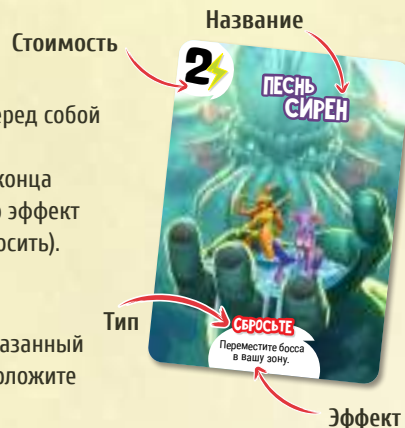 Название
Стоимость
2
ПЕСНЬ
СИРЕН
еред собой
конца
о эффект
осить).
Тип
СБРОСЬТЕ
Переместите босса
в вашу зону.
азанный
оложите
Эффект